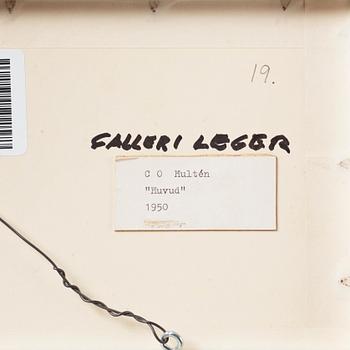 19.
GALLERI LEGER
C O Hultén
"Huvud"
1950